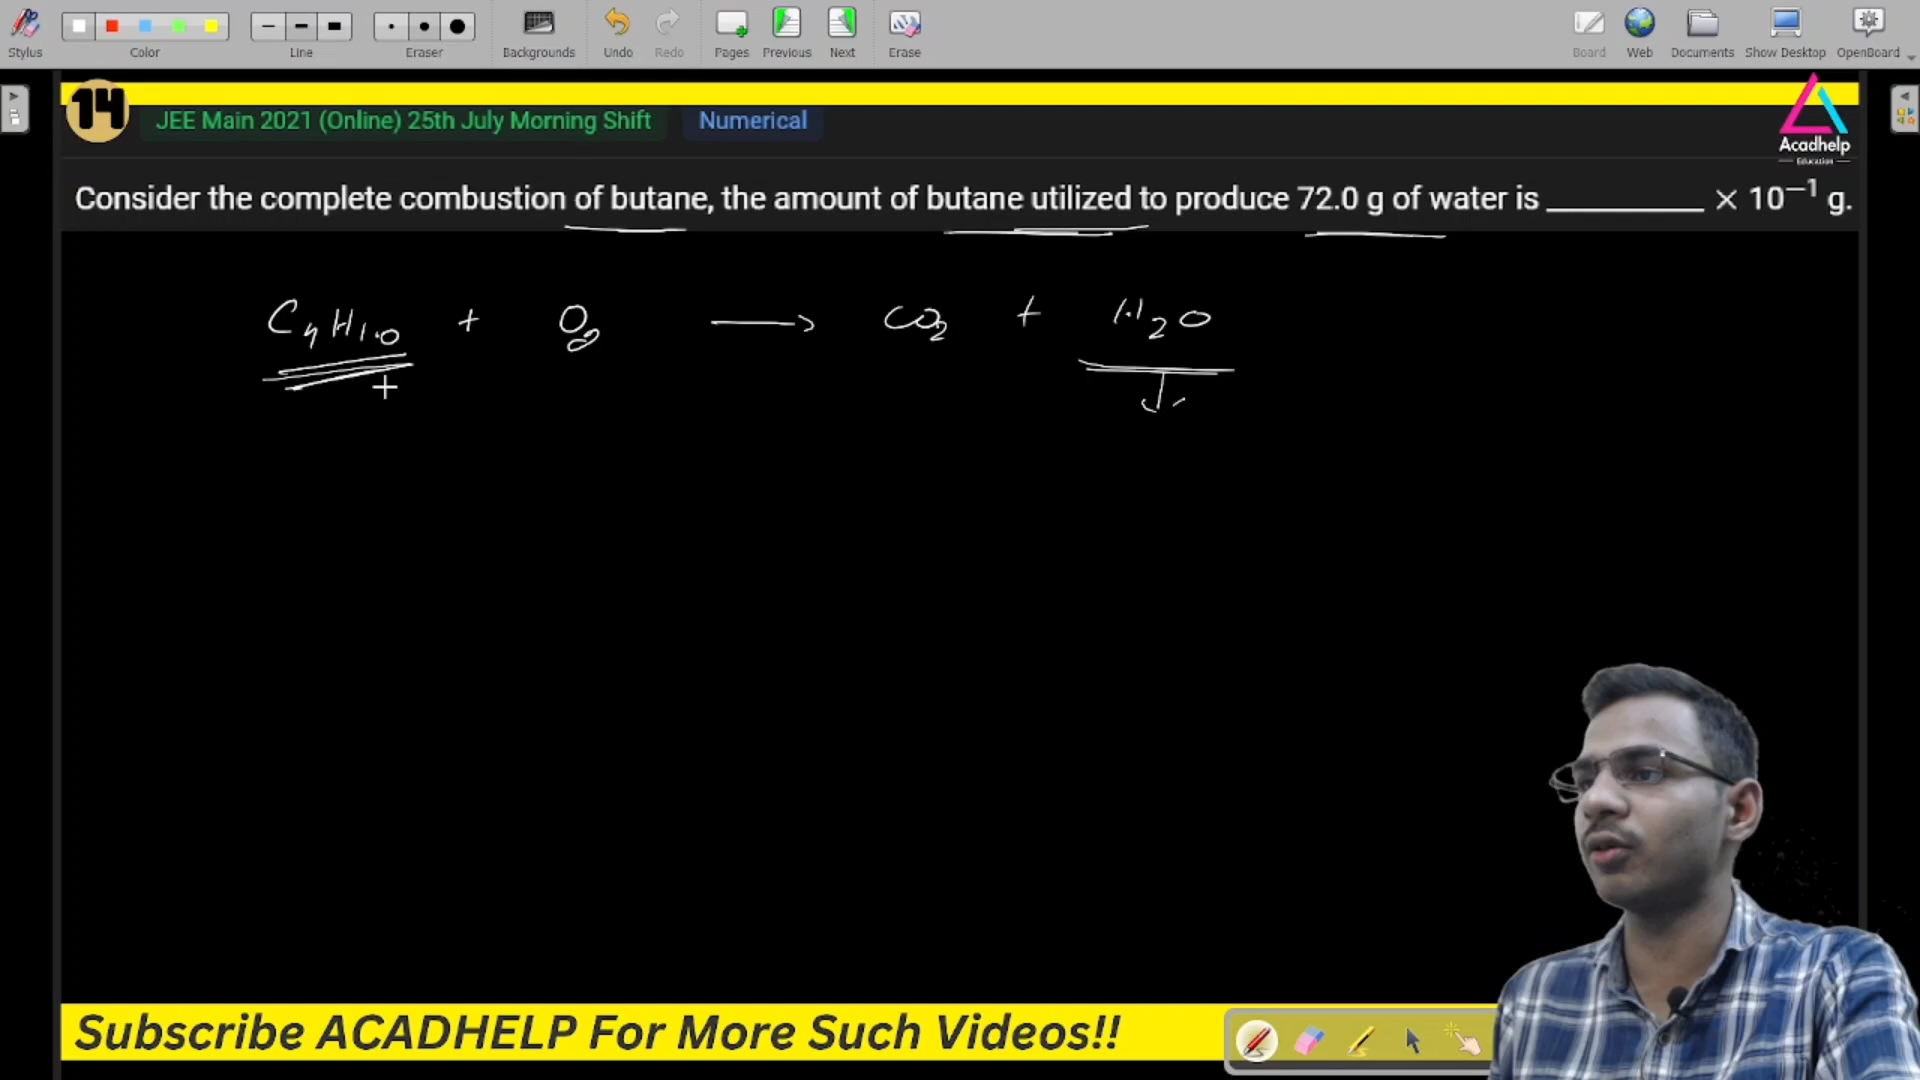 Stylus Color Line Eraser Backgrounds Undo Redo Pages Previous Next Erase Board Web Documents Show Desktop OpenBoard
14 JEE Main 2021 (Online) 25th July Morning Shift Numerical
Acadhelp
Education
Consider the complete combustion of butane, the amount of butane utilized to produce 72.0 g of water is __________ × 10⁻¹ g.
C₄H₁₀ + O₂ → CO₂ + H₂O
Subscribe ACADHELP For More Such Videos!!